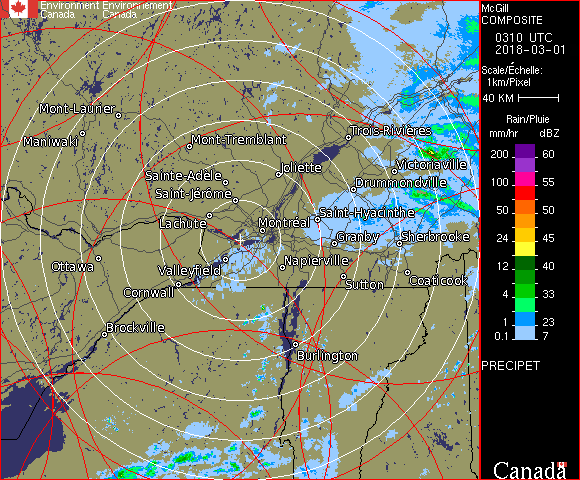 Environment Environnement
Canada Canada
McGill
COMPOSITE
0310 UTC
2018-03-01
Scale/Échelle:
1km/Pixel
40 KM
Rain/Pluie
mm/hr dBZ
200 60
100 55
50 50
24 45
12 40
4 33
1 23
0.1 7
PRECIPET
Canada
Mont-Laurier
Maniwaki
Mont-Tremblant
Trois-Rivières
Sainte-Adèle
Joliette
Victoriaville
Saint-Jérôme
Drummondville
Lachute
Saint-Hyacinthe
Montréal
Granby
Sherbrooke
Ottawa
Valleyfield
Napierville
Cornwall
Sutton
Coaticook
Brockville
Burlington